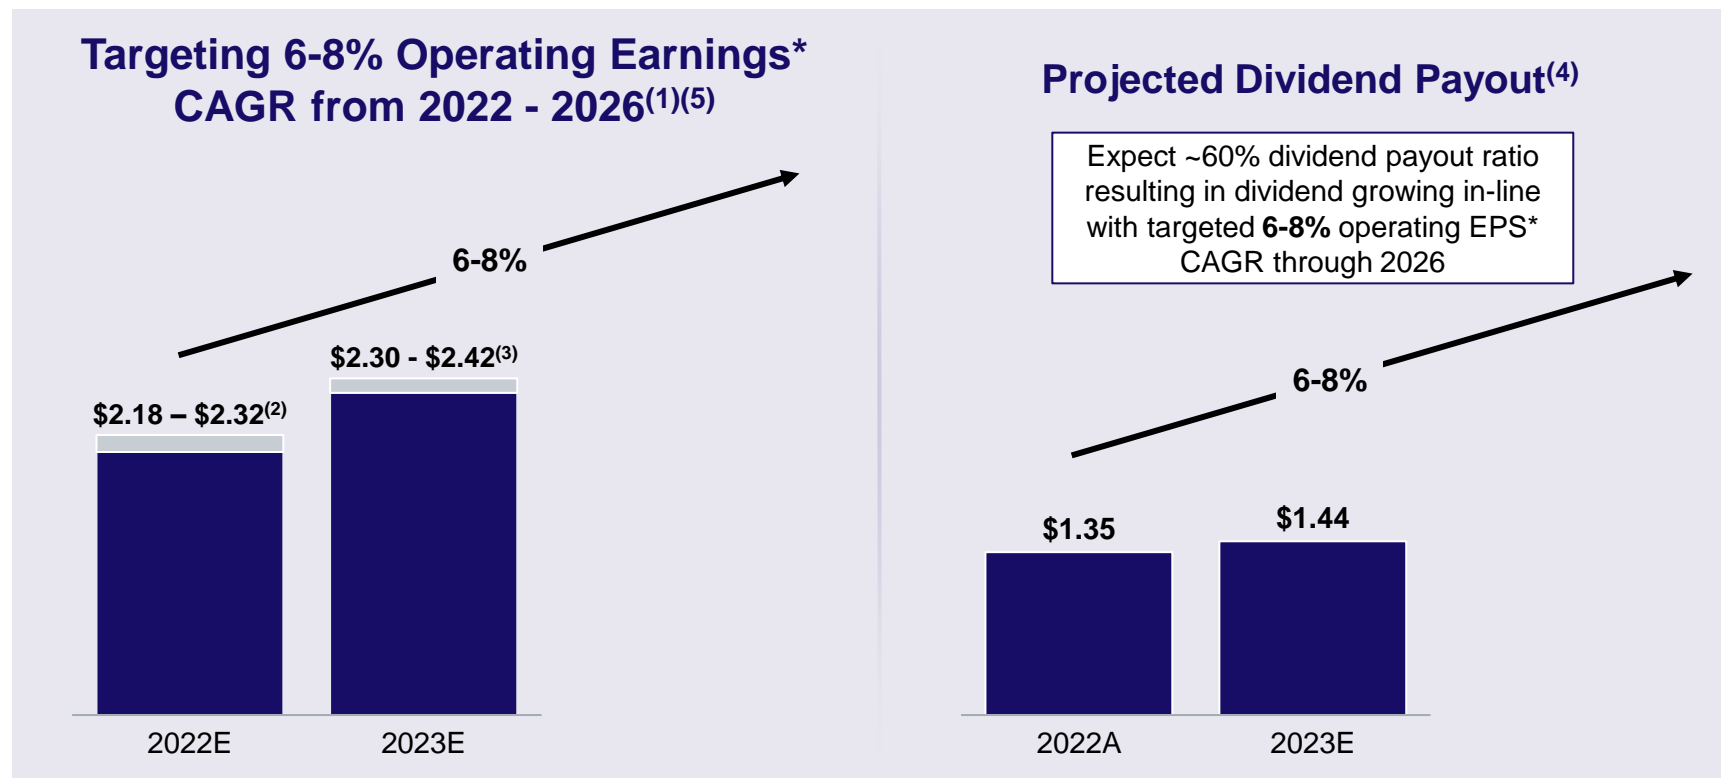 Targeting 6-8% Operating Earnings*
CAGR from 2022 - 2026(1)(5)
6-8%
$2.18 – $2.32(2)
$2.30 - $2.42(3)
2022E
2023E
Projected Dividend Payout(4)
Expect ~60% dividend payout ratio
resulting in dividend growing in-line
with targeted 6-8% operating EPS*
CAGR through 2026
6-8%
$1.35
$1.44
2022A
2023E